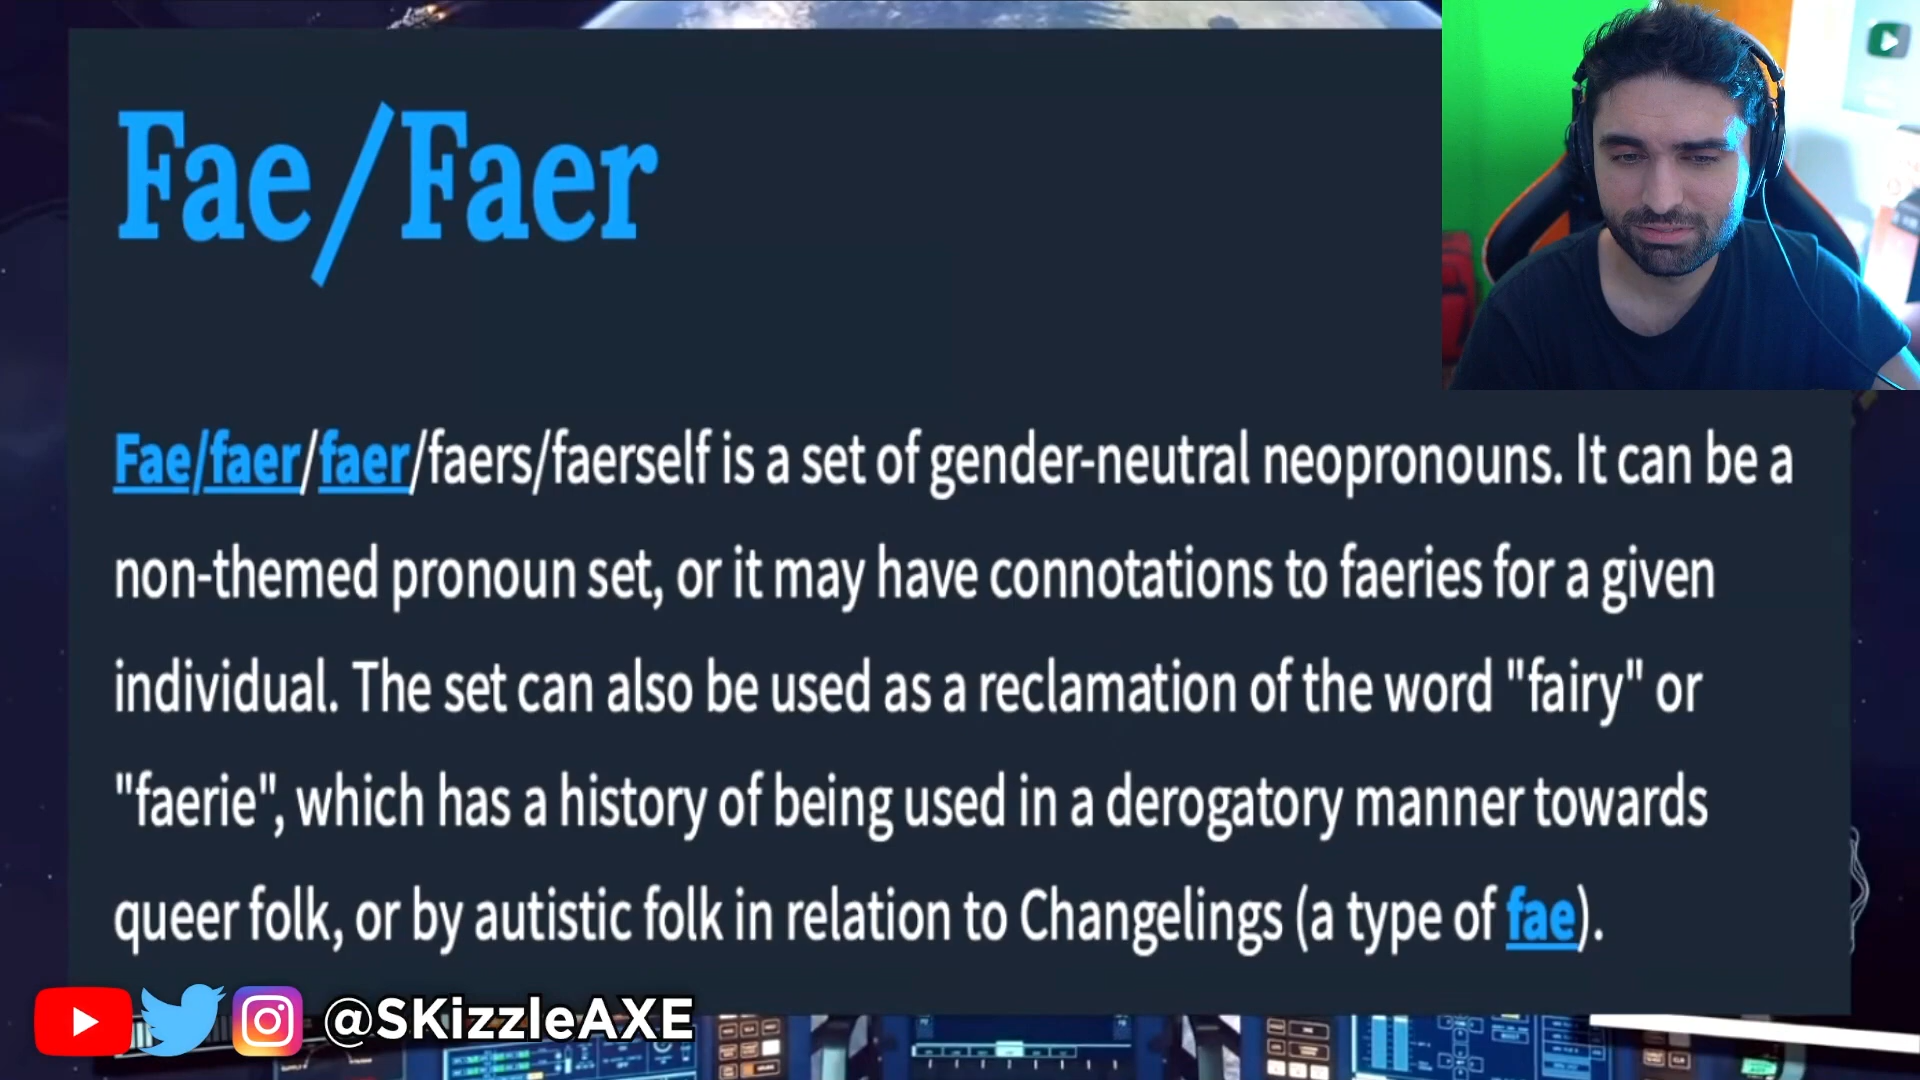 Fae/Faer
Fae/faer/faer/faers/faerself is a set of gender-neutral neopronouns. It can be a
non-themed pronoun set, or it may have connotations to faeries for a given
individual. The set can also be used as a reclamation of the word "fairy" or
"faerie", which has a history of being used in a derogatory manner towards
queer folk, or by autistic folk in relation to Changelings (a type of fae).
@SKizzleAXE